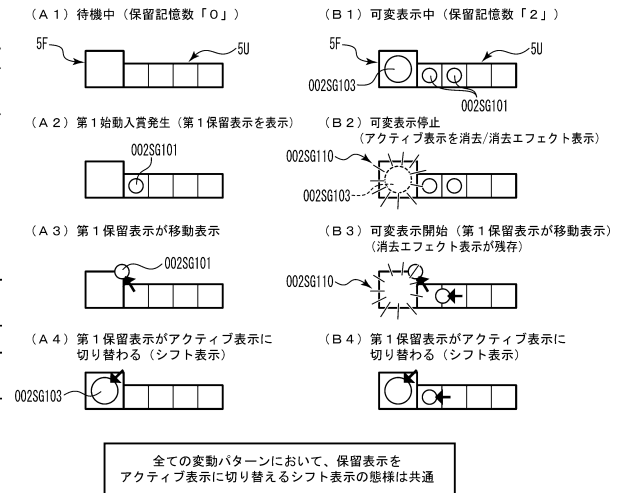 (A1) 待機中(保留記憶数「0」)
5F
5U
(A2) 第1始動入賞発生(第1保留表示を表示)
002SG101
(A3) 第1保留表示が移動表示
002SG101
(A4) 第1保留表示がアクティブ表示に
切り替わる(シフト表示)
002SG103
(B1) 可変表示中(保留記憶数「2」)
5F
5U
002SG103
002SG101
(B2) 可変表示停止
(アクティブ表示を消去/消去エフェクト表示)
002SG110
002SG103
(B3) 可変表示開始(第1保留表示が移動表示)
(消去エフェクト表示が残存)
002SG110
(B4) 第1保留表示がアクティブ表示に
切り替わる(シフト表示)
全ての変動パターンにおいて、保留表示を
アクティブ表示に切り替えるシフト表示の態様は共通